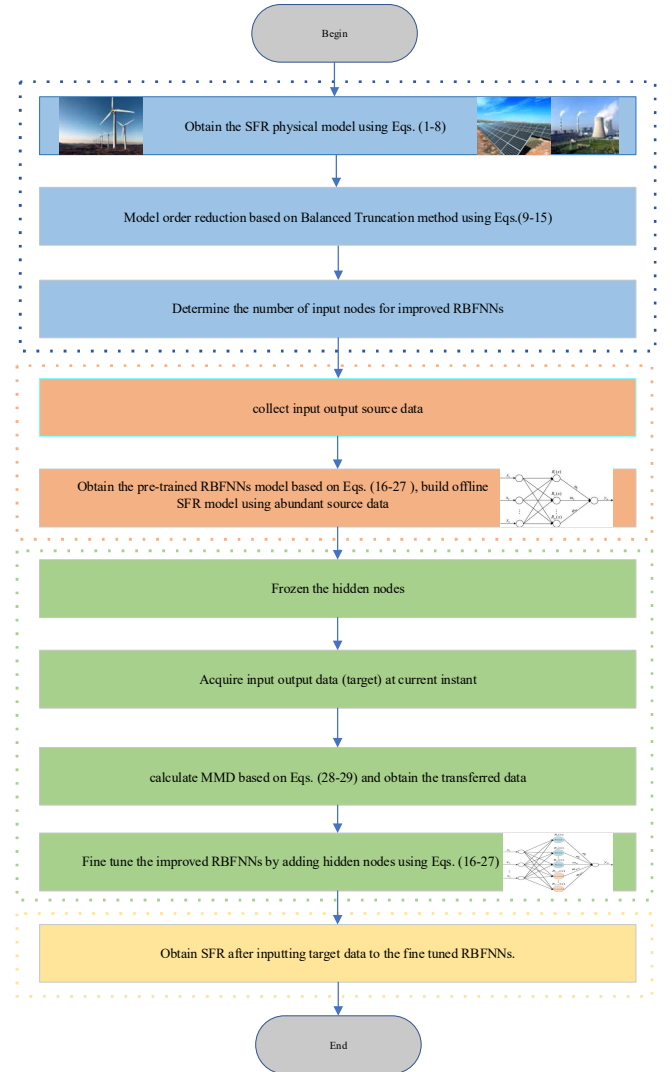 Begin
Obtain the SFR physical model using Eqs. (1-8)
Model order reduction based on Balanced Truncation method using Eqs.(9-15)
Determine the number of input nodes for improved RBFNNs
collect input output source data
Obtain the pre-trained RBFNNs model based on Eqs. (16-27 ), build offline
SFR model using abundant source data
Frozen the hidden nodes
Acquire input output data (target) at current instant
calculate MMD based on Eqs. (28-29) and obtain the transferred data
Fine tune the improved RBFNNs by adding hidden nodes using Eqs. (16-27)
Obtain SFR after inputting target data to the fine tuned RBFNNs.
End